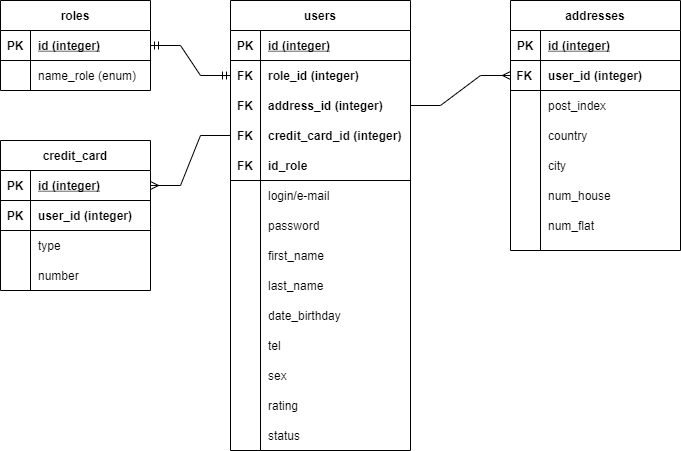 roles
PK id (integer)
name_role (enum)
credit_card
PK id (integer)
PK user_id (integer)
type
number
users
PK id (integer)
FK role_id (integer)
FK address_id (integer)
FK credit_card_id (integer)
FK id_role
login/e-mail
password
first_name
last_name
date_birthday
tel
sex
rating
status
addresses
PK id (integer)
FK user_id (integer)
post_index
country
city
num_house
num_flat